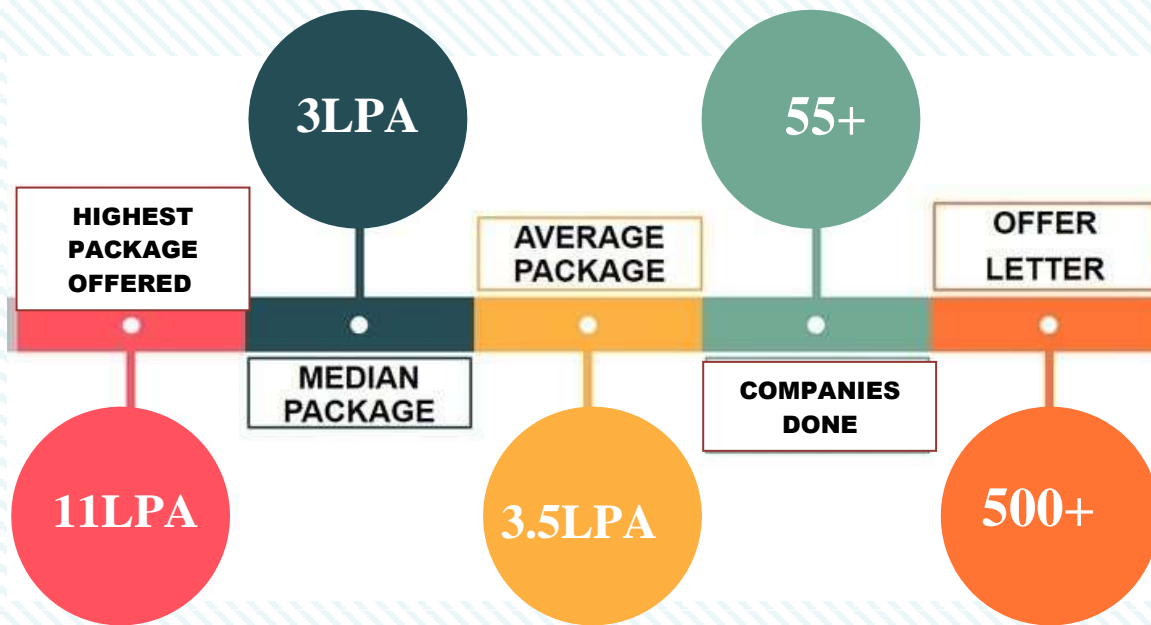 3LPA
55+
HIGHEST
PACKAGE
OFFERED
AVERAGE
PACKAGE
OFFER
LETTER
MEDIAN
PACKAGE
COMPANIES
DONE
11LPA
3.5LPA
500+